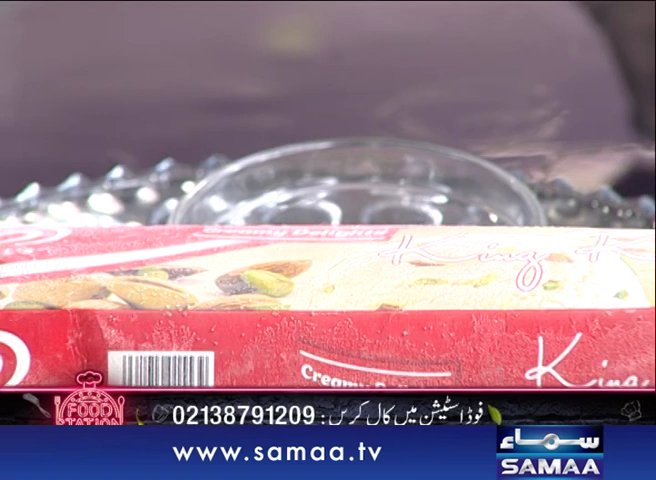 Creamy Delights
King
Creamy
King
FOOD
STATION
فوڈ اسٹیشن میں کال کریں : 02138791209
www.samaa.tv
سماء
SAMAA